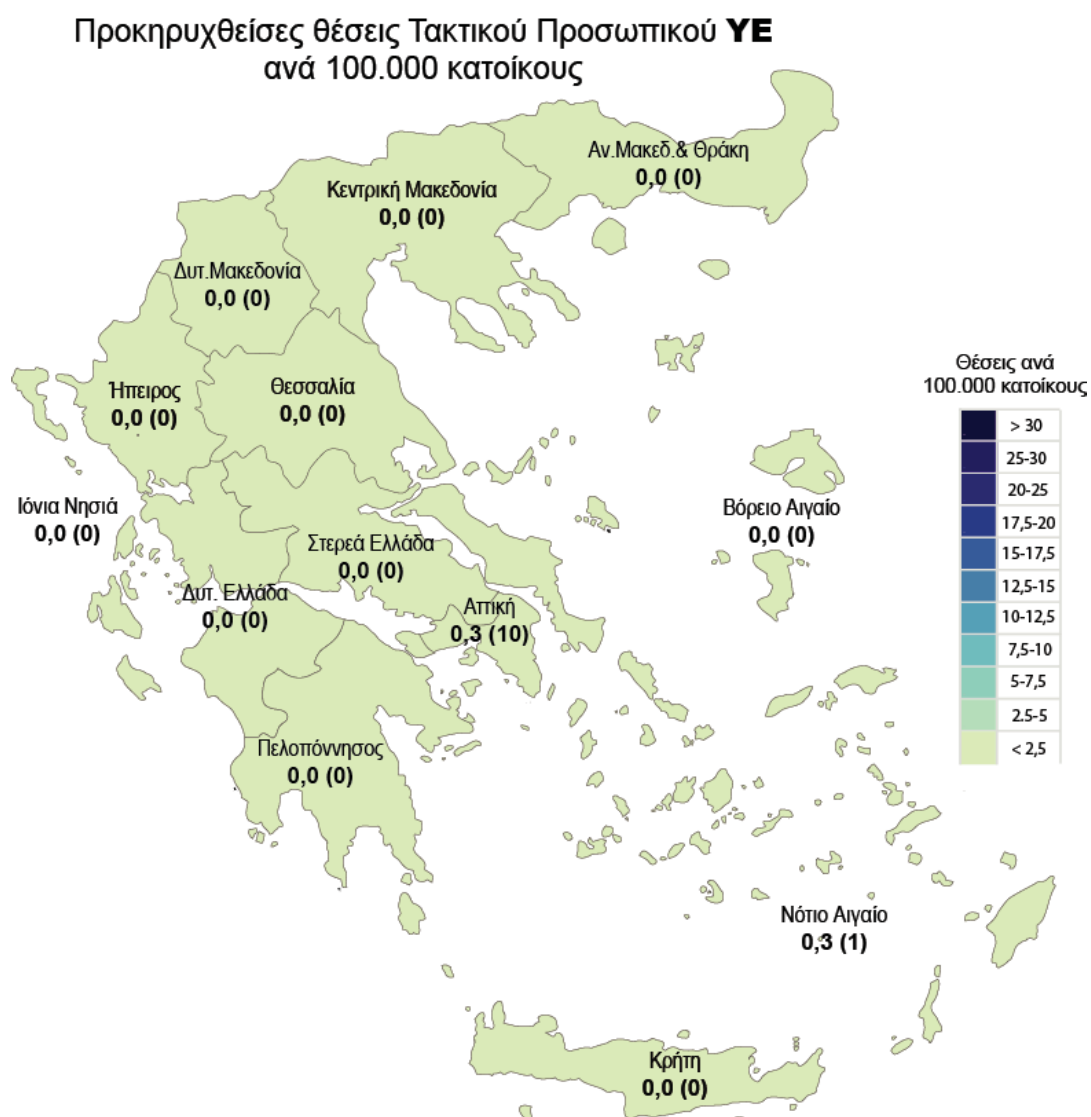 Προκηρυχθείσες θέσεις Τακτικού Προσωπικού ΥΕ
ανά 100.000 κατοίκους
Αν.Μακεδ.& Θράκη
0,0 (0)
Κεντρική Μακεδονία
0,0 (0)
Δυτ.Μακεδονία
0,0 (0)
Ήπειρος
0,0 (0)
Θεσσαλία
0,0 (0)
Ιόνια Νησιά
0,0 (0)
Βόρειο Αιγαίο
0,0 (0)
Στερεά Ελλάδα
0,0 (0)
Δυτ. Ελλάδα
0,0 (0)
Αττική
0,3 (10)
Πελοπόννησος
0,0 (0)
Νότιο Αιγαίο
0,3 (1)
Κρήτη
0,0 (0)
Θέσεις ανά
100.000 κατοίκους
> 30
25-30
20-25
17,5-20
15-17,5
12,5-15
10-12,5
7,5-10
5-7,5
2,5-5
< 2,5